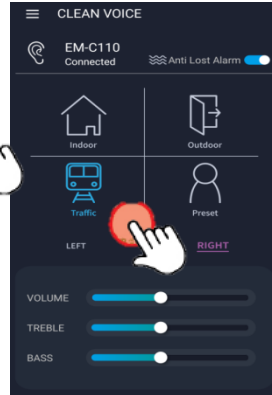 CLEAN VOICE
EM-C110
Connected
Anti Lost Alarm
Indoor
Outdoor
Traffic
Preset
LEFT
RIGHT
VOLUME
TREBLE
BASS